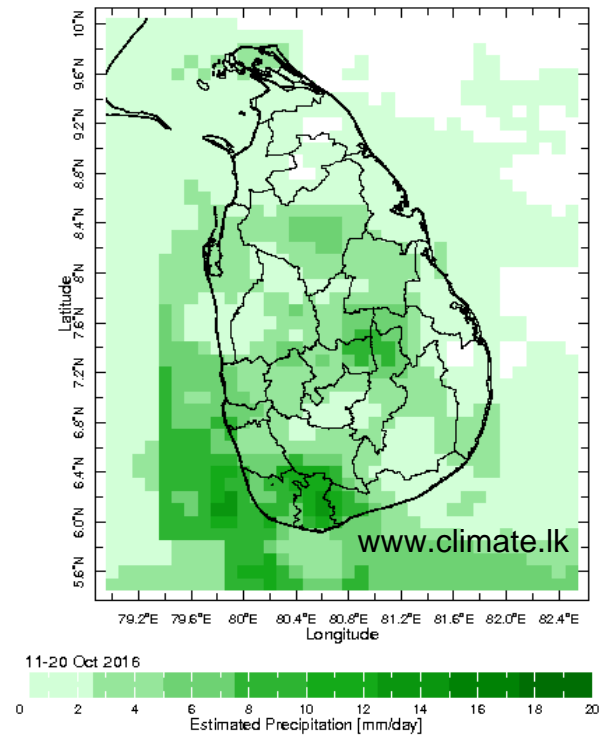 10°N
9.6°N
9.2°N
8.8°N
8.4°N
8°N
7.6°N
7.2°N
6.8°N
6.4°N
6.0°N
5.6°N
Latitude
www.climate.lk
79.2°E 79.6°E 80°E 80.4°E 80.8°E 81.2°E 81.6°E 82.0°E 82.4°E
Longitude
11-20 Oct 2016
0 2 4 6 8 10 12 14 16 18 20
Estimated Precipitation [mm/day]